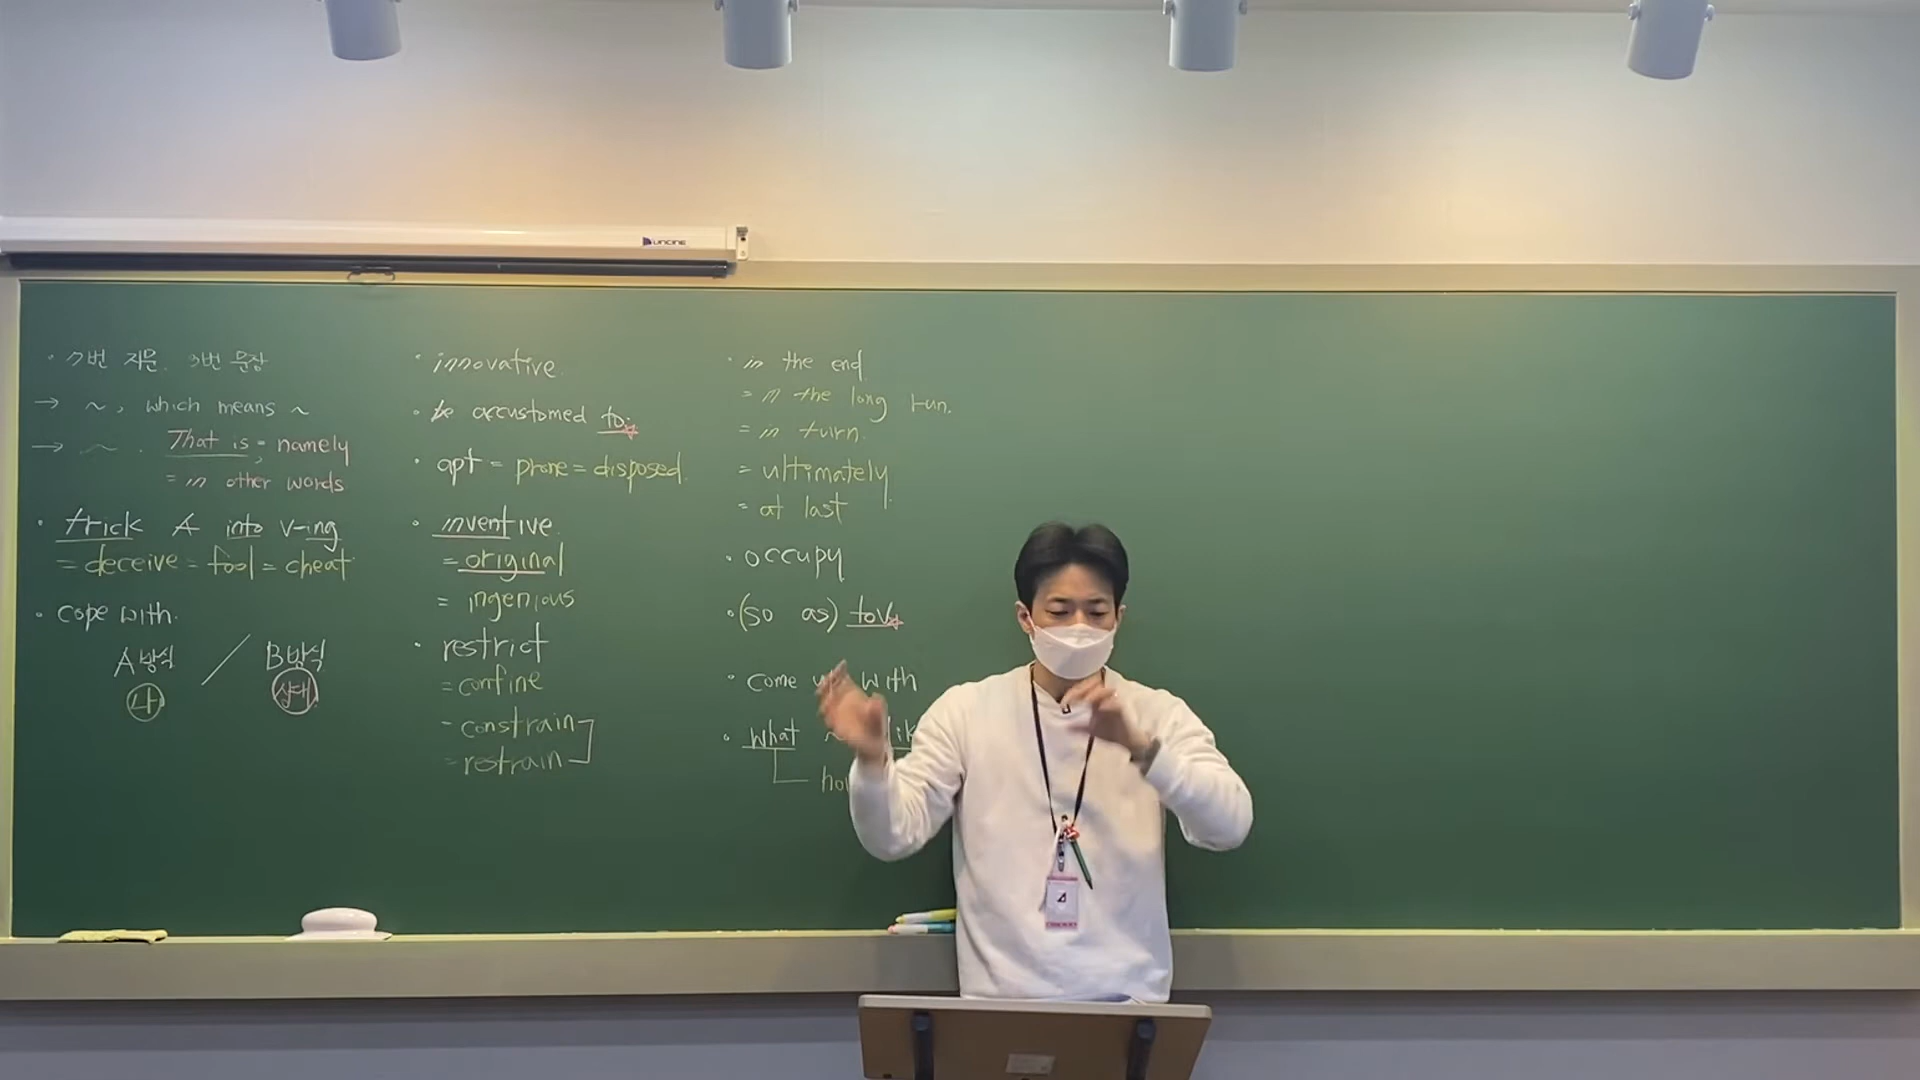 UNCINE
· 7번 지문. 3번 문장
→ ~, which means ~
→ ~. That is, = namely
= in other words
· trick A into v-ing
= deceive = fool = cheat
· cope with.
A방식 / B방식
나 상대
· innovative.
· be accustomed to
· apt = prone = disposed.
· inventive.
= original
= ingenious
· restrict
= confine
- constrain
= restrain
· in the end.
= in the long run.
= in turn.
= ultimately
= at last
· occupy
· (so as) to V
· come with
· what ~